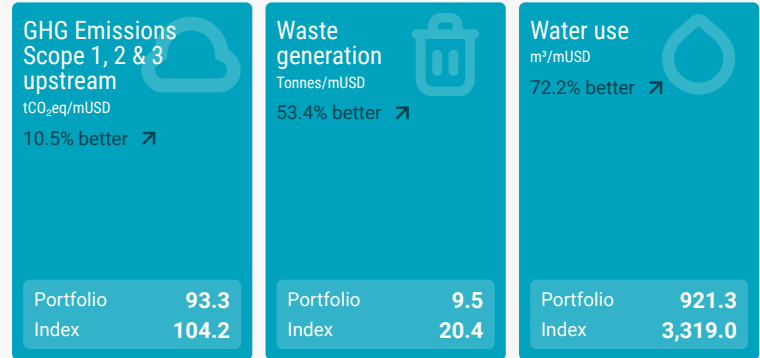 GHG Emissions
Scope 1, 2 & 3
upstream
tCO₂eq/mUSD
10.5% better
Portfolio 93.3
Index 104.2
Waste
generation
Tonnes/mUSD
53.4% better
Portfolio 9.5
Index 20.4
Water use
m³/mUSD
72.2% better
Portfolio 921.3
Index 3,319.0